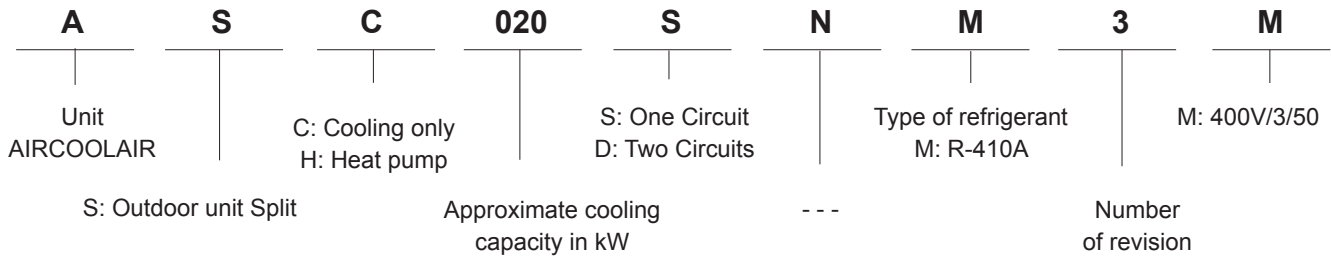 A S C 020 S N M 3 M
Unit
AIRCOOLAIR
C: Cooling only
H: Heat pump
S: One Circuit
D: Two Circuits
Type of refrigerant
M: R-410A
M: 400V/3/50
S: Outdoor unit Split
Approximate cooling
capacity in kW
- - -
Number
of revision